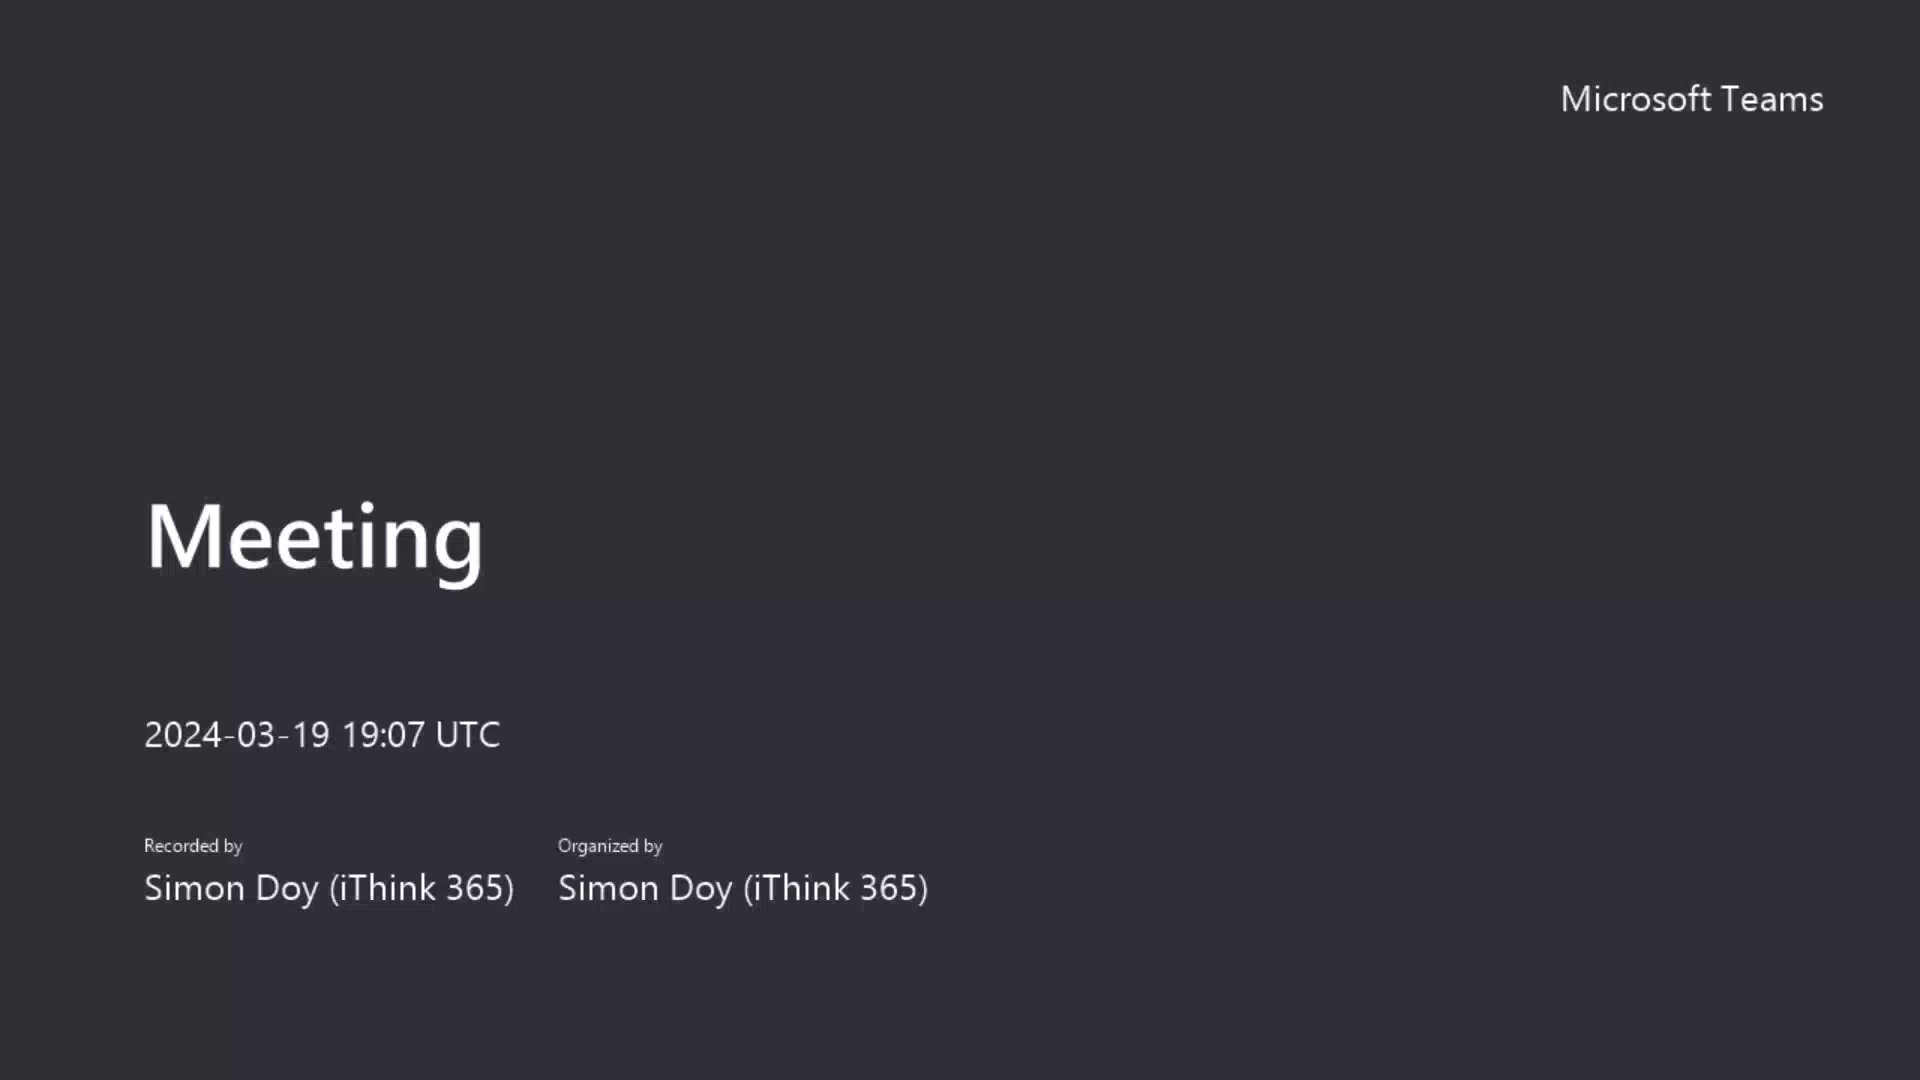 Microsoft Teams
Meeting
2024-03-19 19:07 UTC
Recorded by
Simon Doy (iThink 365)
Organized by
Simon Doy (iThink 365)